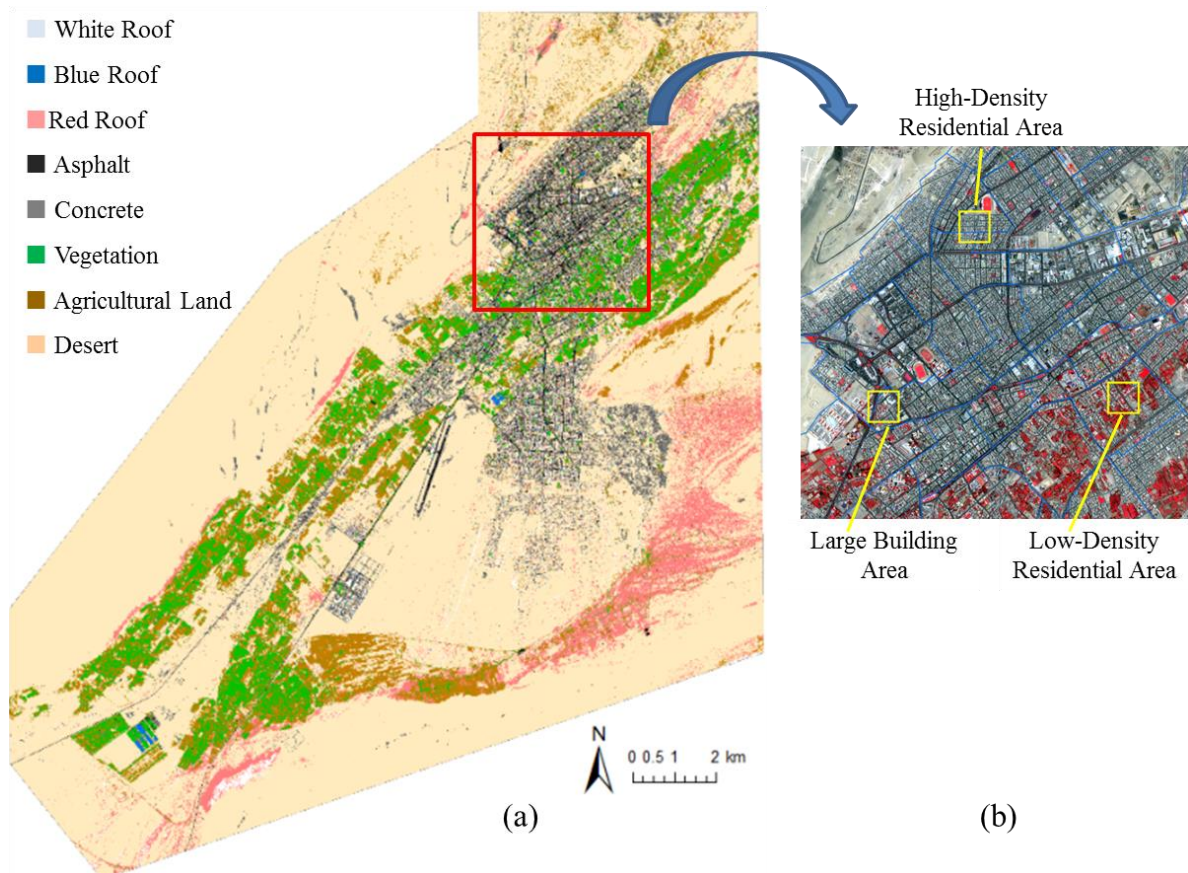 White Roof
Blue Roof
Red Roof
Asphalt
Concrete
Vegetation
Agricultural Land
Desert
High-Density
Residential Area
Large Building
Area
Low-Density
Residential Area
N
0 0.5 1 2 km
(a)
(b)